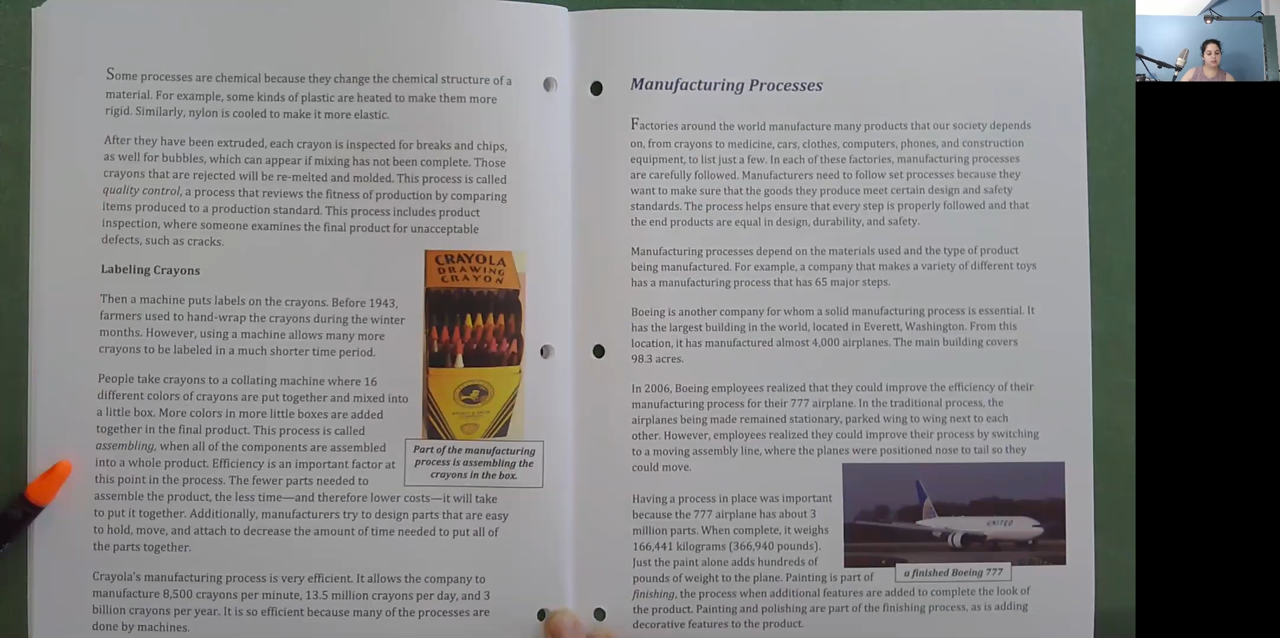 Some processes are chemical because they change the chemical structure of a
material. For example, some kinds of plastic are heated to make them more
rigid. Similarly, nylon is cooled to make it more elastic.
After they have been extruded, each crayon is inspected for breaks and chips,
as well for bubbles, which can appear if mixing has not been complete. Those
crayons that are rejected will be re-melted and molded. This process is called
quality control, a process that reviews the fitness of production by comparing
items produced to a production standard. This process includes product
inspection, where someone examines the final product for unacceptable
defects, such as cracks.
Labeling Crayons
Then a machine puts labels on the crayons. Before 1943,
farmers used to hand-wrap the crayons during the winter
months. However, using a machine allows many more
crayons to be labeled in a much shorter time period.
People take crayons to a collating machine where 16
different colors of crayons are put together and mixed into
a little box. More colors in more little boxes are added
together in the final product. This process is called
assembling, when all of the components are assembled
into a whole product. Efficiency is an important factor at
this point in the process. The fewer parts needed to
assemble the product, the less time—and therefore lower costs—it will take
to put it together. Additionally, manufacturers try to design parts that are easy
to hold, move, and attach to decrease the amount of time needed to put all of
the parts together.
Crayola's manufacturing process is very efficient. It allows the company to
manufacture 8,500 crayons per minute, 13.5 million crayons per day, and 3
billion crayons per year. It is so efficient because many of the processes are
done by machines.
CRAYOLA
DRAWING
CRAYON
Part of the manufacturing
process is assembling the
crayons in the box.
Manufacturing Processes
Factories around the world manufacture many products that our society depends
on, from crayons to medicine, cars, clothes, computers, phones, and construction
equipment, to list just a few. In each of these factories, manufacturing processes
are carefully followed. Manufacturers need to follow set processes because they
want to make sure that the goods they produce meet certain design and safety
standards. The process helps ensure that every step is properly followed and that
the end products are equal in design, durability, and safety.
Manufacturing processes depend on the materials used and the type of product
being manufactured. For example, a company that makes a variety of different toys
has a manufacturing process that has 65 major steps.
Boeing is another company for whom a solid manufacturing process is essential. It
has the largest building in the world, located in Everett, Washington. From this
location, it has manufactured almost 4,000 airplanes. The main building covers
98.3 acres.
In 2006, Boeing employees realized that they could improve the efficiency of their
manufacturing process for their 777 airplane. In the traditional process, the
airplanes being made remained stationary, parked wing to wing next to each
other. However, employees realized they could improve their process by switching
to a moving assembly line, where the planes were positioned nose to tail so they
could move.
Having a process in place was important
because the 777 airplane has about 3
million parts. When complete, it weighs
166,441 kilograms (366,940 pounds).
Just the paint alone adds hundreds of
pounds of weight to the plane. Painting is part of
finishing, the process when additional features are added to complete the look of
the product. Painting and polishing are part of the finishing process, as is adding
decorative features to the product.
UNITED
a finished Boeing 777